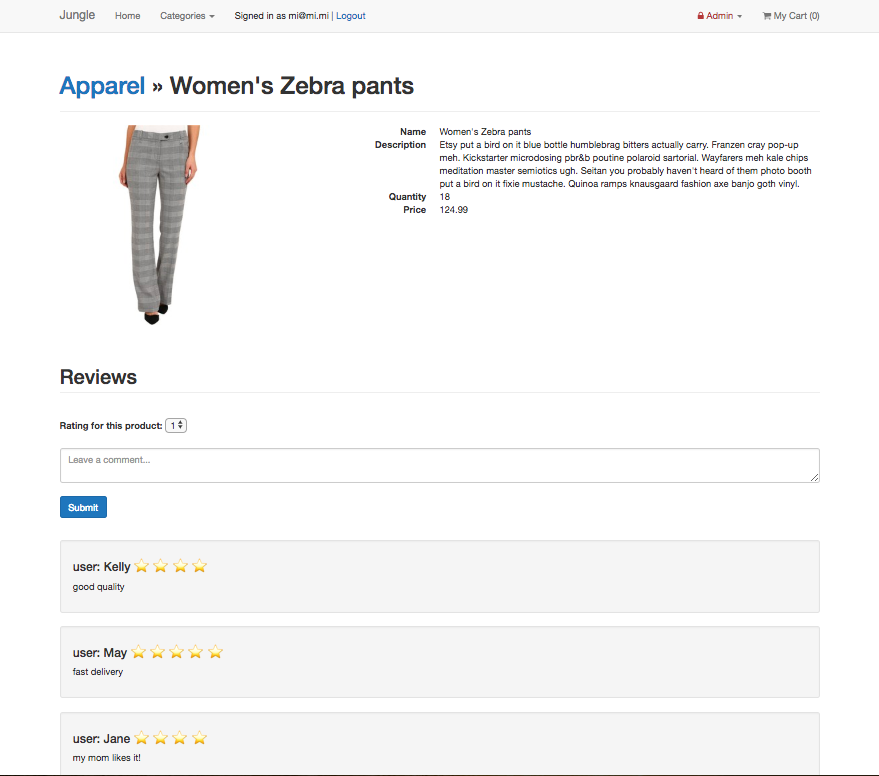 Jungle Home Categories Signed in as mi@mi.mi | Logout Admin My Cart (0)
Apparel » Women's Zebra pants
Name Women's Zebra pants
Description Etsy put a bird on it blue bottle humblebrag bitters actually carry. Franzen cray pop-up
meh. Kickstarter microdosing pbr&b poutine polaroid sartorial. Wayfarers meh kale chips
meditation master semiotics ugh. Seitan you probably haven't heard of them photo booth
put a bird on it fixie mustache. Quinoa ramps knausgaard fashion axe banjo goth vinyl.
Quantity 18
Price 124.99
Reviews
Rating for this product: 1
Leave a comment...
Submit
user: Kelly
good quality
user: May
fast delivery
user: Jane
my mom likes it!